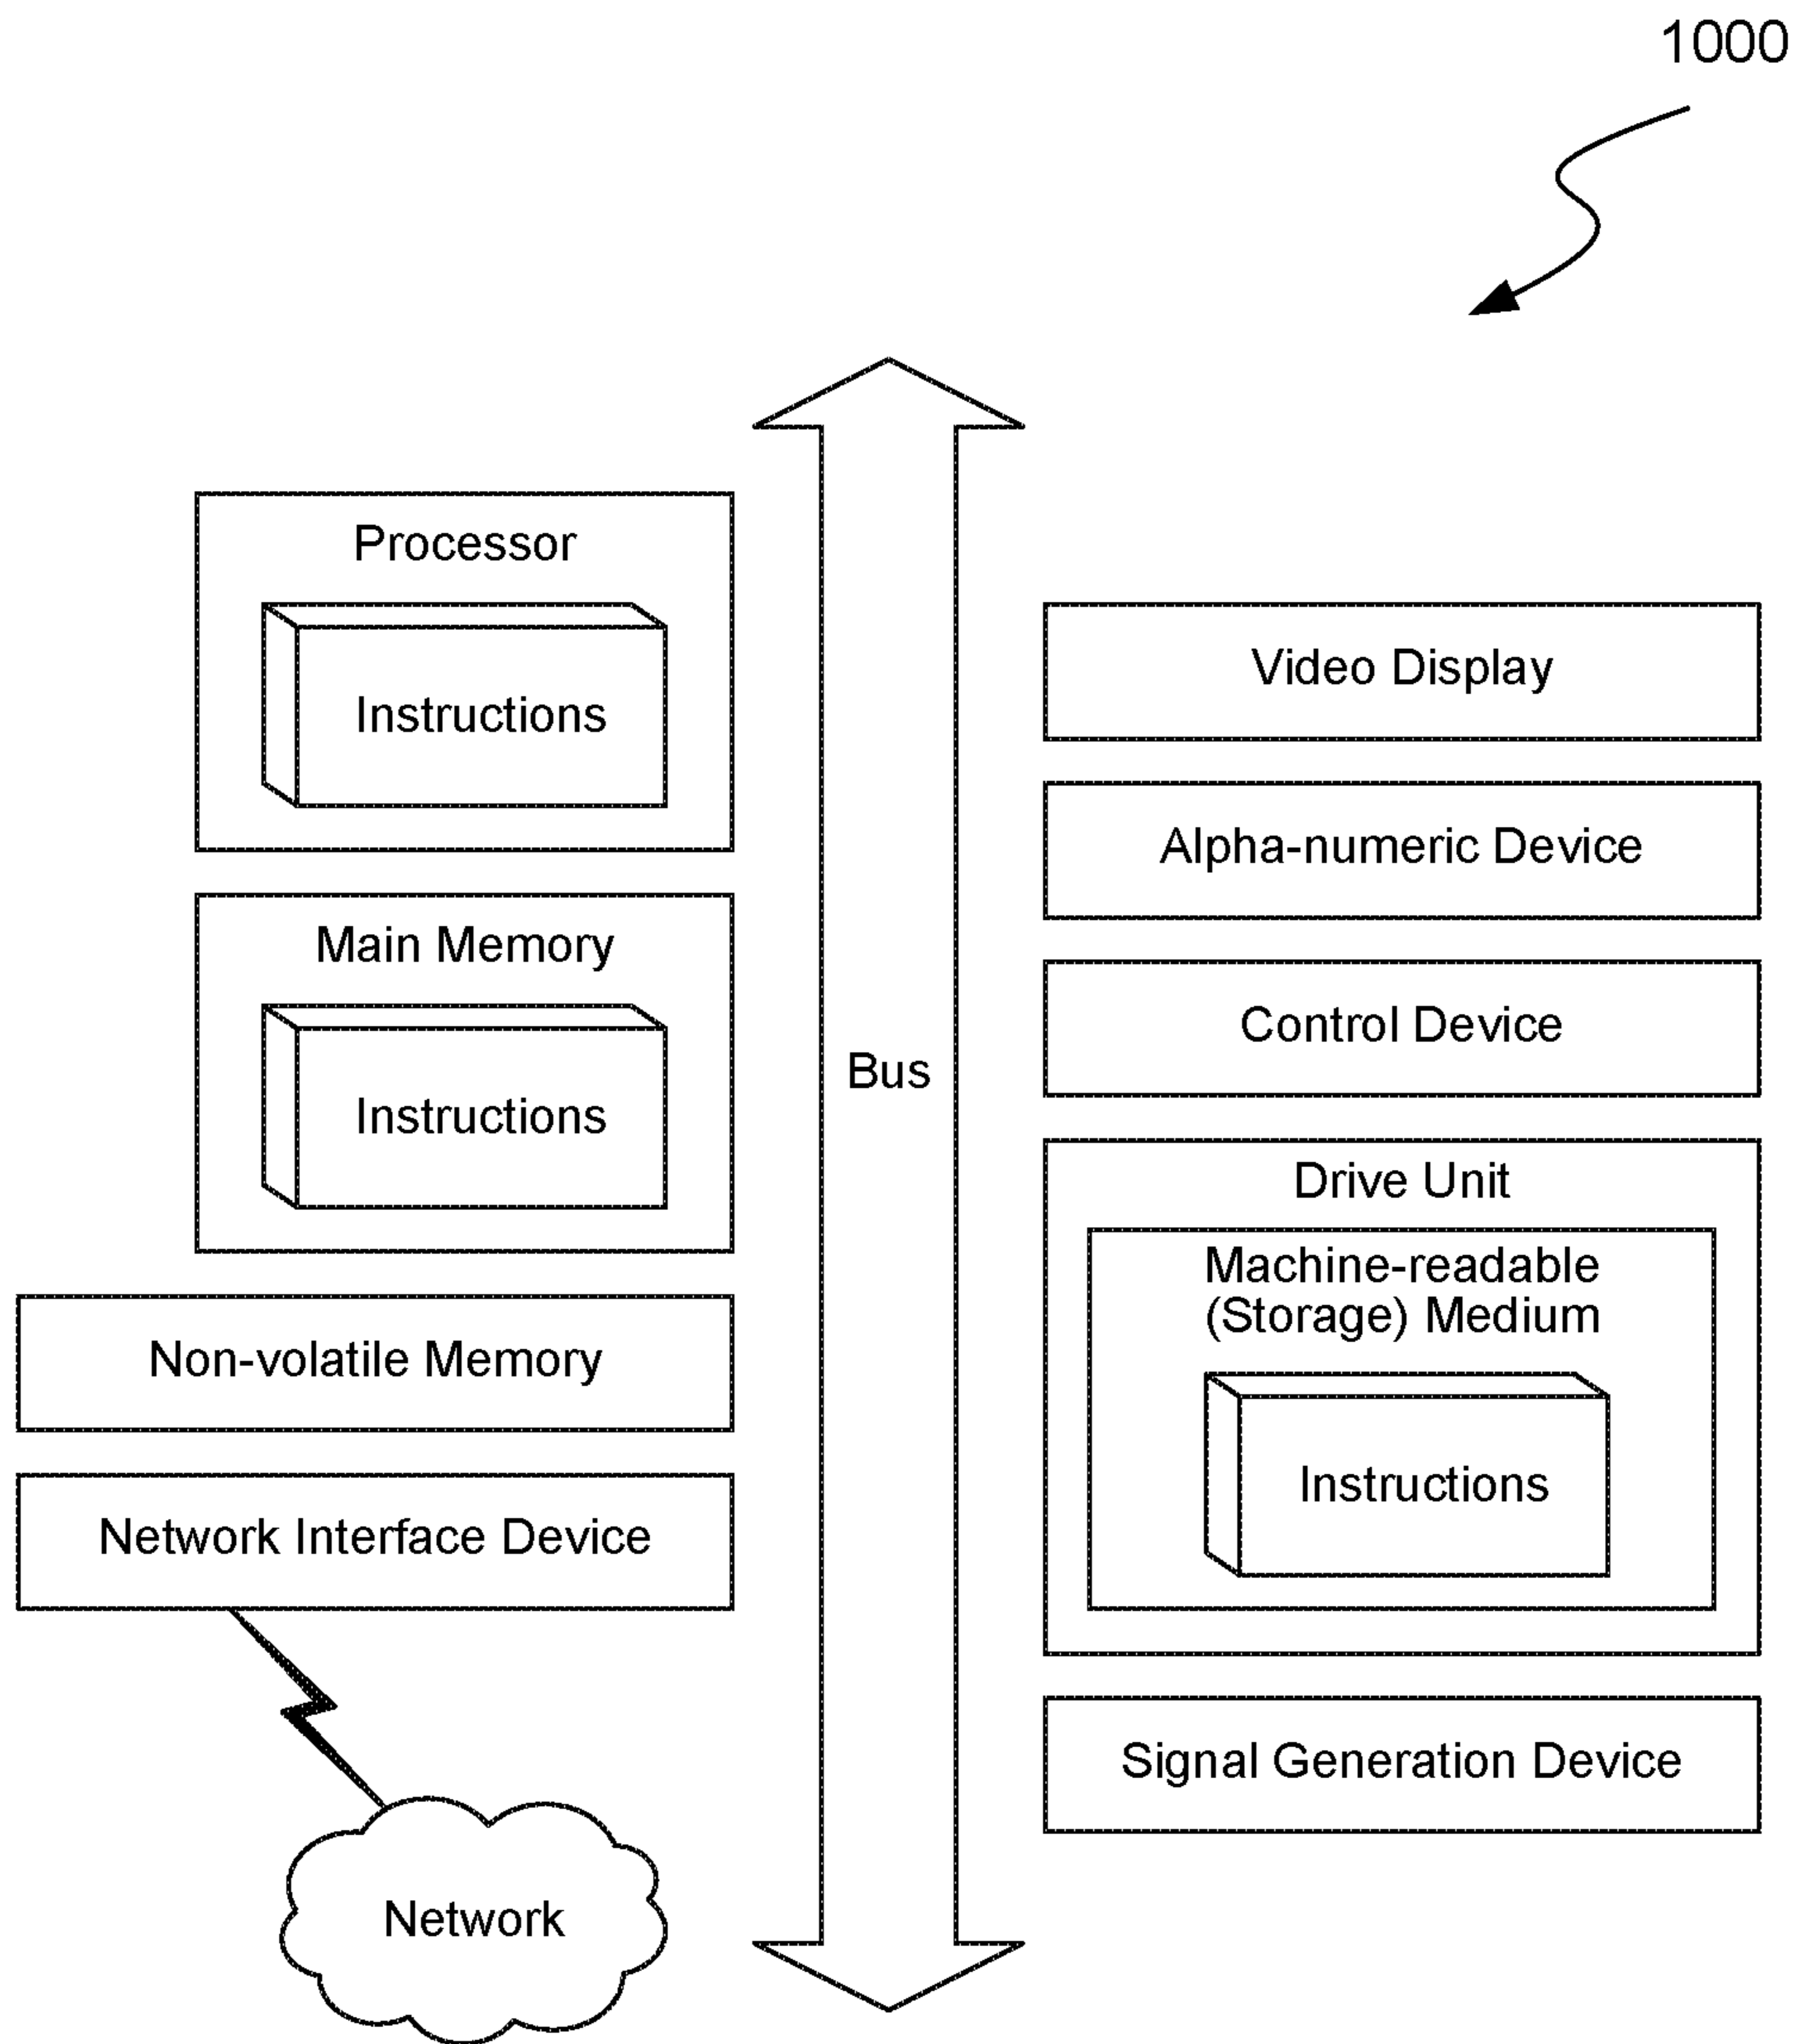 1000
Processor
Instructions
Main Memory
Instructions
Non-volatile Memory
Network Interface Device
Network
Bus
Video Display
Alpha-numeric Device
Control Device
Drive Unit
Machine-readable
(Storage) Medium
Instructions
Signal Generation Device